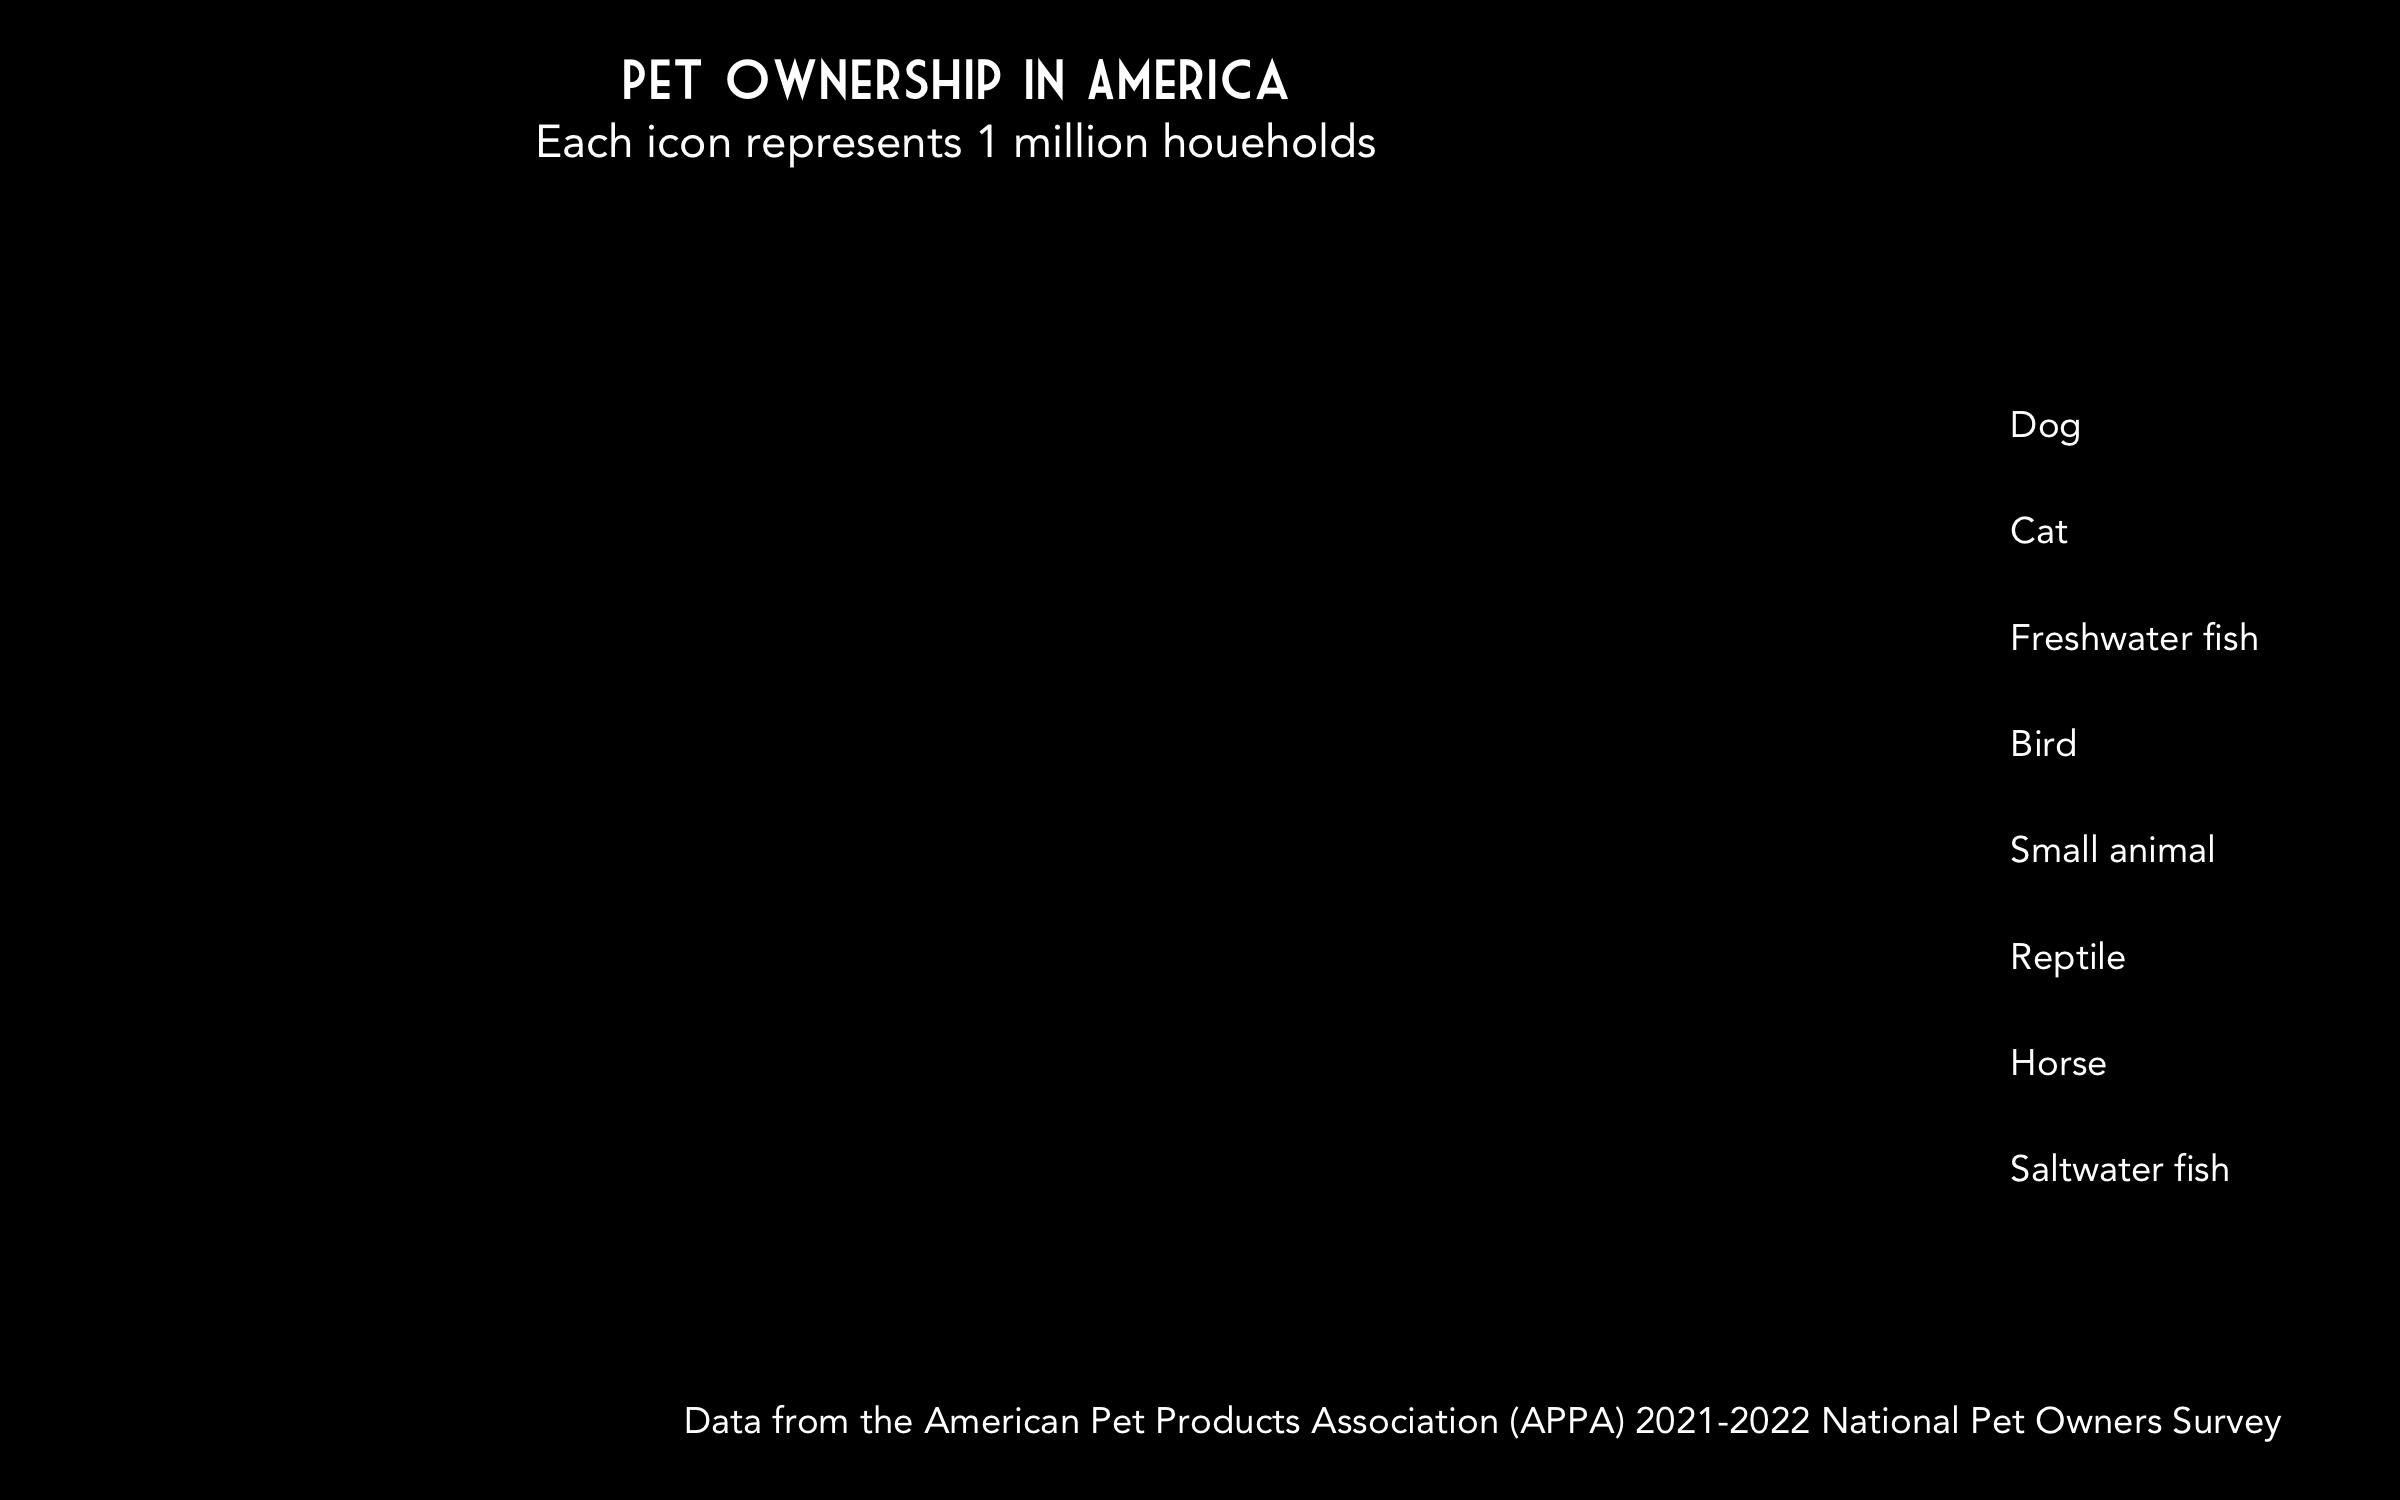 PET OWNERSHIP IN AMERICA
Each icon represents 1 million houeholds
Dog
Cat
Freshwater fish
Bird
Small animal
Reptile
Horse
Saltwater fish
Data from the American Pet Products Association (APPA) 2021-2022 National Pet Owners Survey